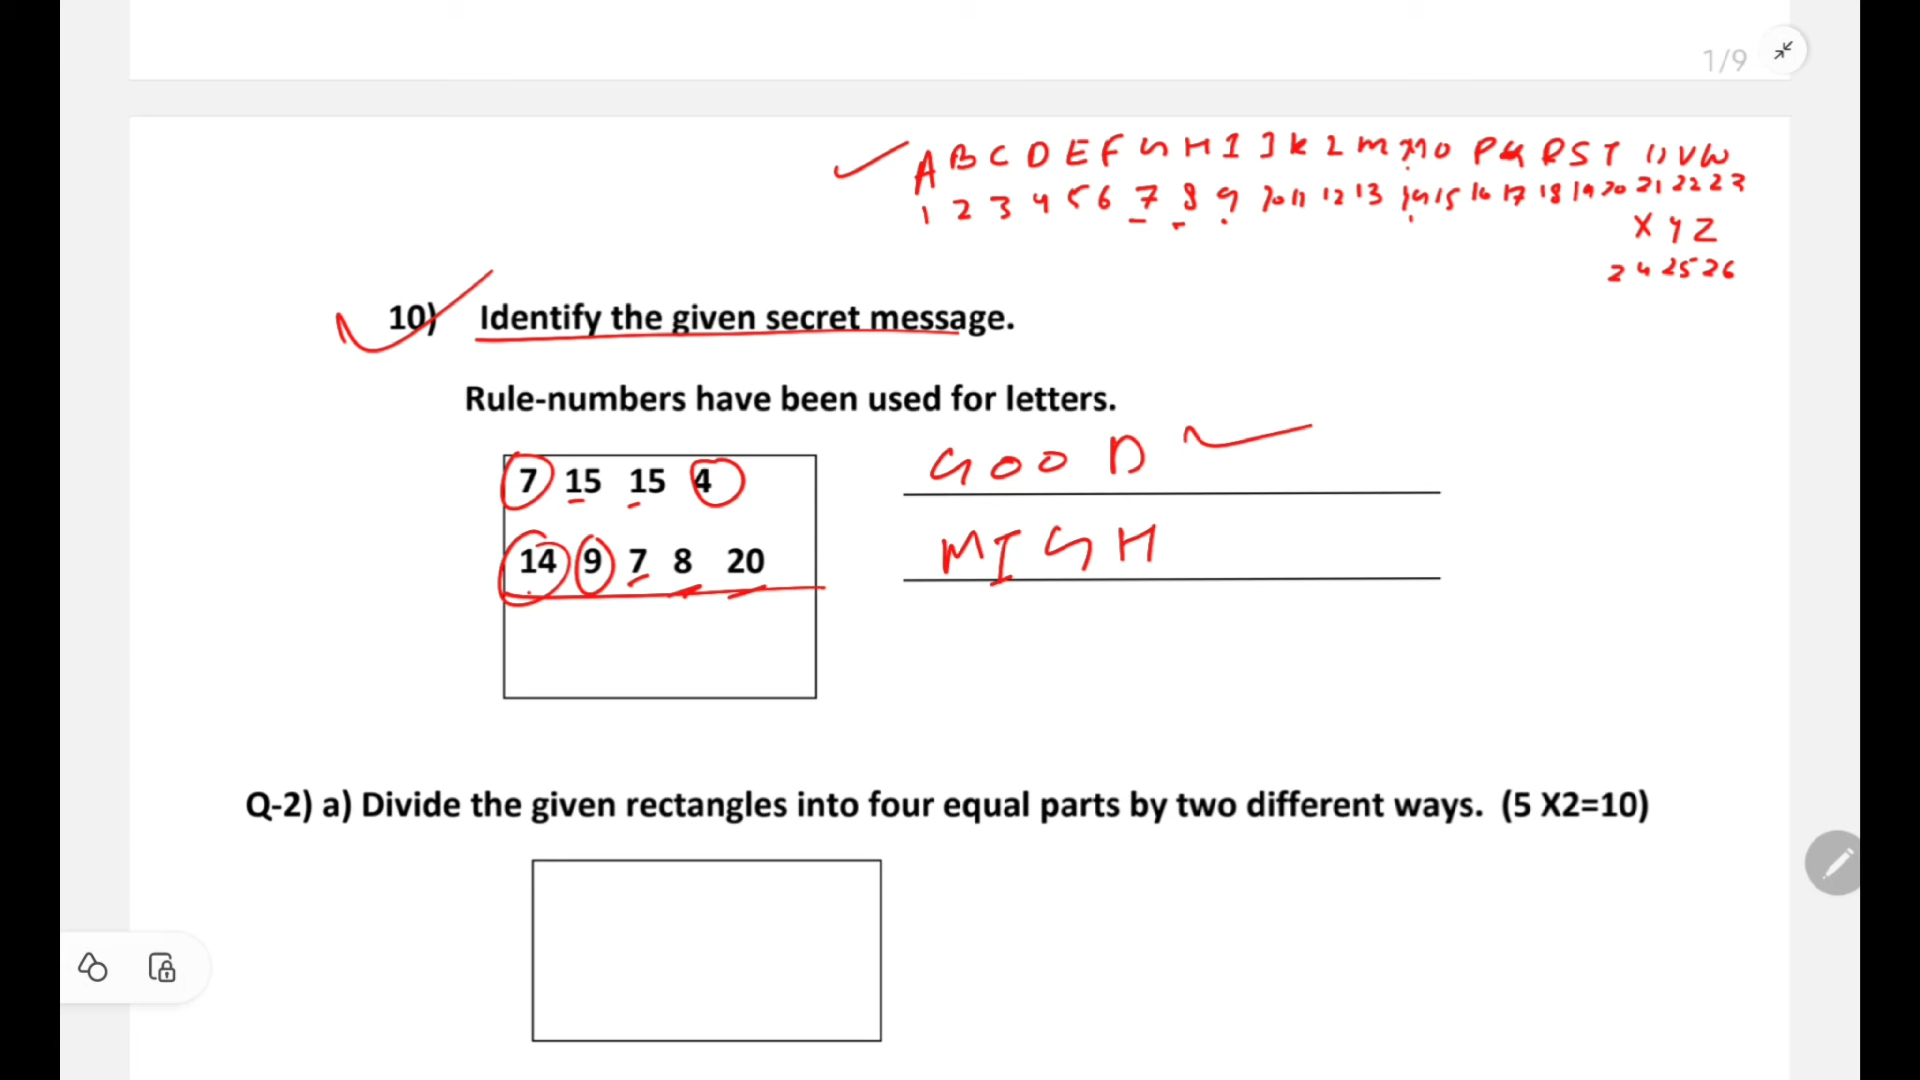 1/9
A B C D E F G H I J K L M N O P Q R S T U V W
1 2 3 4 5 6 7 8 9 10 11 12 13 14 15 16 17 18 19 20 21 22 23
X Y Z
24 25 26
10) Identify the given secret message.
Rule-numbers have been used for letters.
7 15 15 4 GOOD
14 9 7 8 20 MIGH
Q-2) a) Divide the given rectangles into four equal parts by two different ways. (5 X2=10)